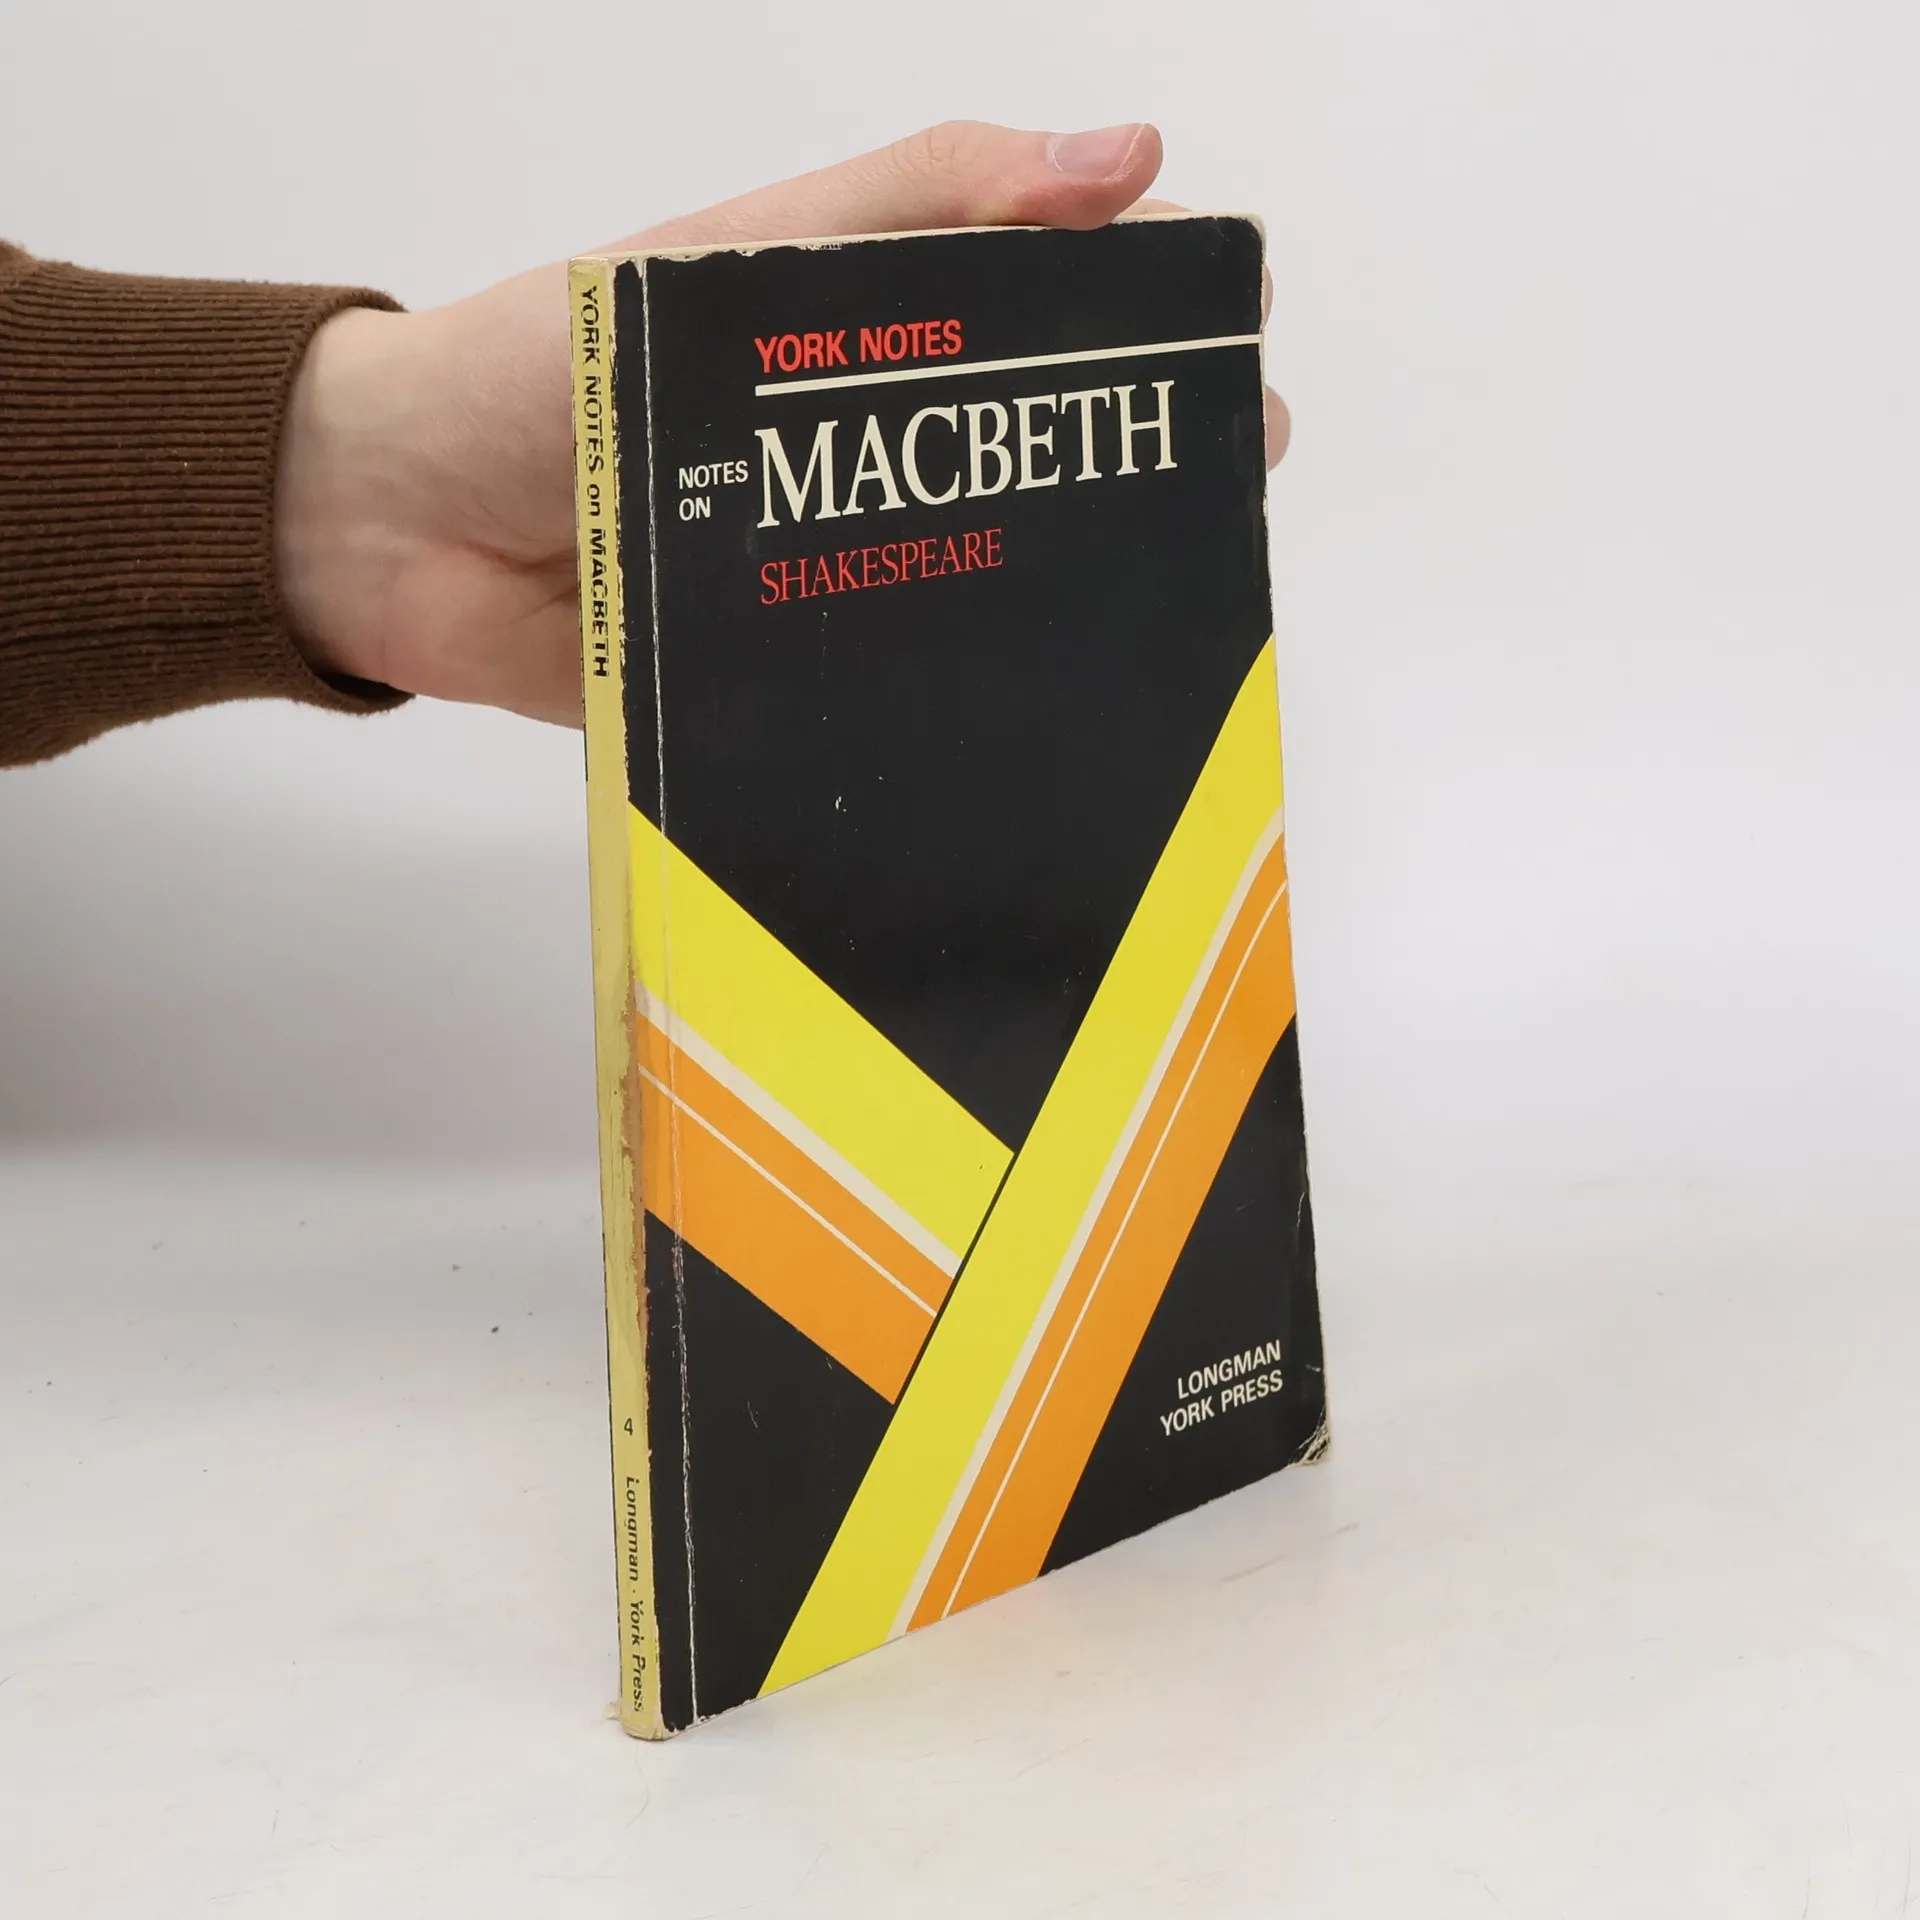 YORK NOTES on MACBETH
4
Longman · York Press
YORK NOTES
NOTES
ON
MACBETH
SHAKESPEARE
LONGMAN
YORK PRESS